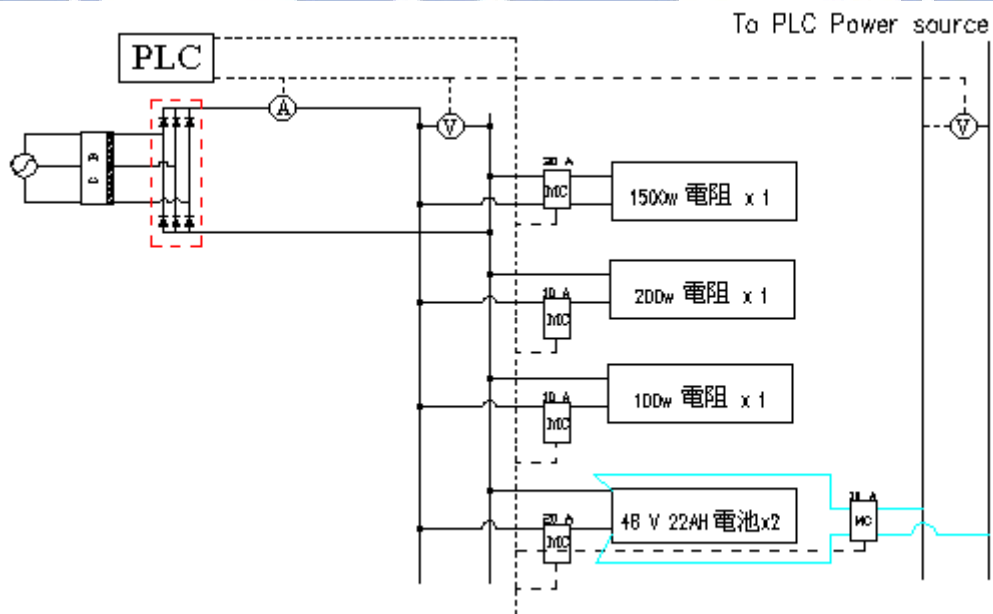 To PLC Power source
PLC
A
V
V
20 A
MC
1500w 電阻 x 1
10 A
MC
200w 電阻 x 1
10 A
MC
100w 電阻 x 1
20 A
MC
48 V 22AH 電池x2
10 A
MC